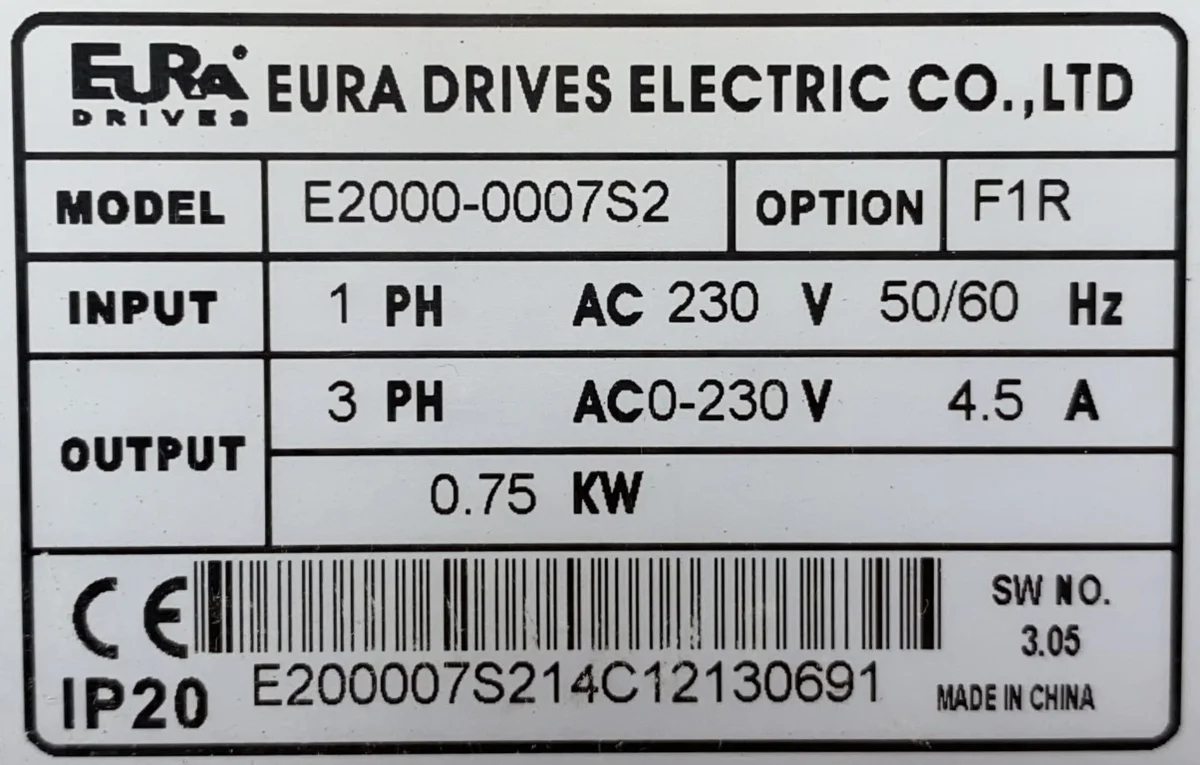 EURA DRIVES EURA DRIVES ELECTRIC CO.,LTD
MODEL E2000-0007S2 OPTION F1R
INPUT 1 PH AC 230 V 50/60 Hz
OUTPUT 3 PH AC0-230 V 4.5 A
0.75 KW
CE SW NO.
3.05
IP20 E200007S214C12130691 MADE IN CHINA